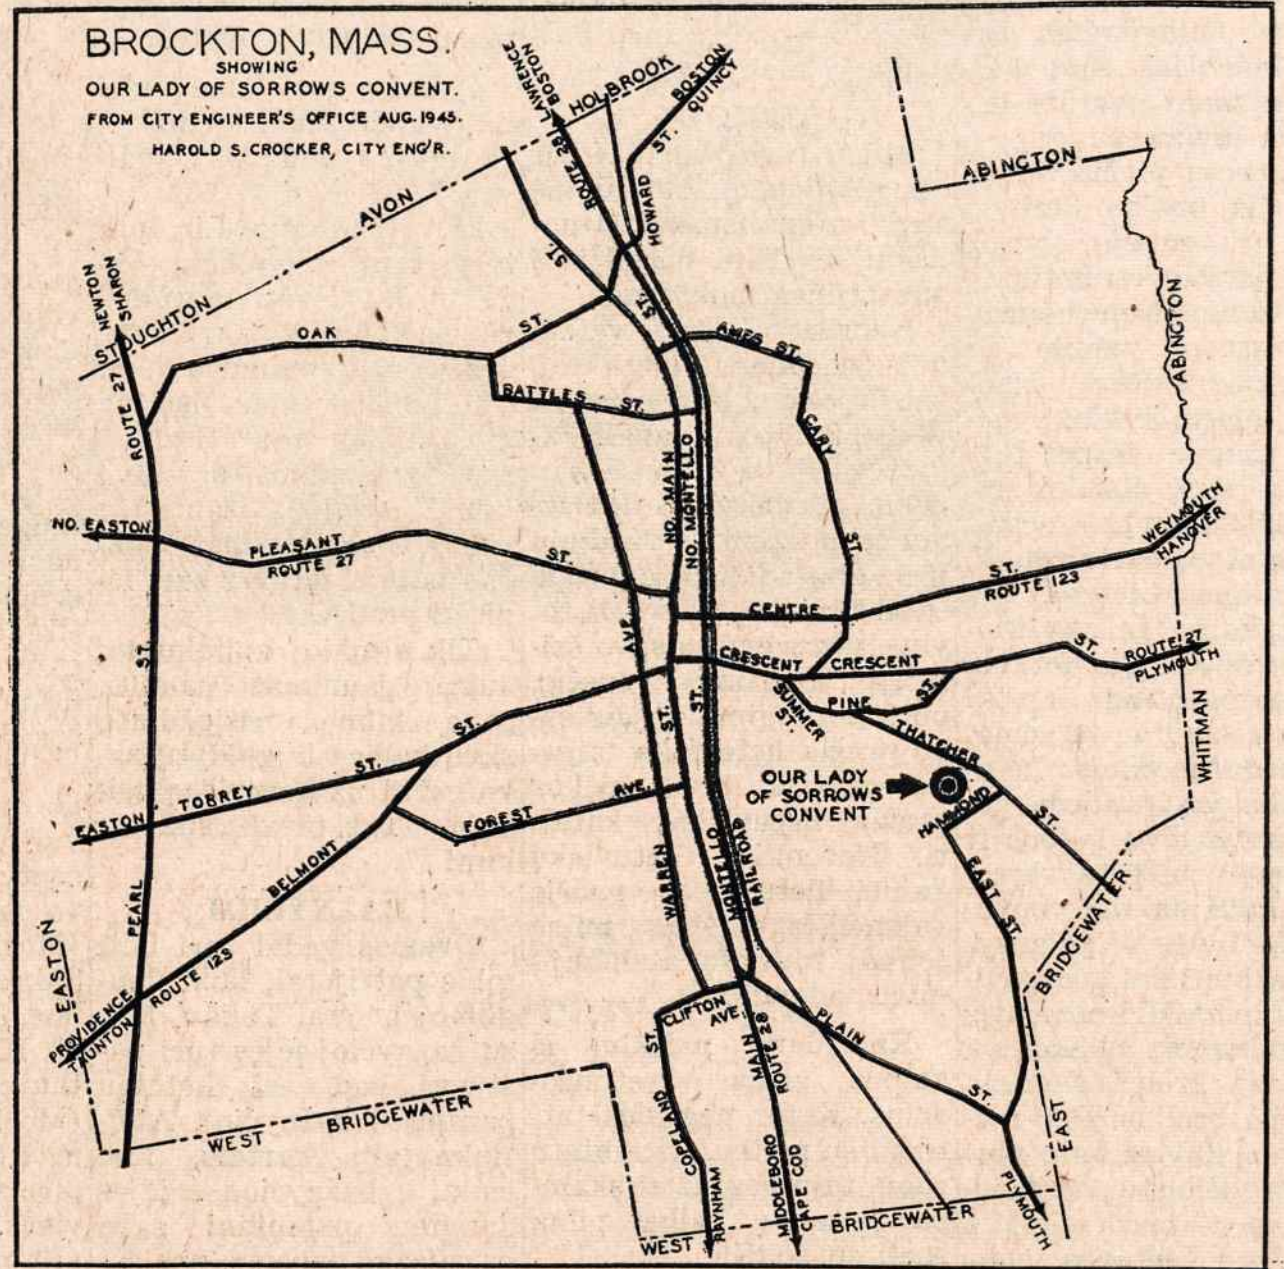 BROCKTON, MASS.
SHOWING
OUR LADY OF SORROWS CONVENT.
FROM CITY ENGINEER'S OFFICE AUG. 1945.
HAROLD S. CROCKER, CITY ENG'R.
LAWRENCE
BOSTON
ROUTE 28
HOLBROOK
BOSTON
QUINCY
ST.
HOWARD
ABINGTON
AVON
ST.
ABINGTON
NEWTON
SHARON
STOUGHTON
ROUTE 27
OAK
ST.
ST.
AMES ST.
BATTLES ST.
CARY
ST.
NO. MAIN
NO. MONTELLO
NO. EASTON
PLEASANT
ST.
ROUTE 27
WEYMOUTH
HANOVER
ST.
ROUTE 123
CENTRE
ST.
AVE.
CRESCENT
CRESCENT
ST.
ROUTE 27
PLYMOUTH
SUMMER
ST.
PINE
ST.
THATCHER
ST.
WHITMAN
ST.
ST.
ST.
ST.
TORREY
EASTON
OUR LADY
OF SORROWS
CONVENT
HAMMOND
FOREST
AVE.
BELMONT
WARREN
MONTELLO
RAILROAD
EAST
ST.
BRIDGEWATER
PEARL
EASTON
ROUTE 123
PROVIDENCE
TAUNTON
CLIFTON
AVE.
PLAIN
ST.
ST.
MAIN
ROUTE 28
COPELAND
WEST
BRIDGEWATER
EAST
RAYNHAM
MIDDLEBORO
CAPE COD
WEST
BRIDGEWATER
PLYMOUTH